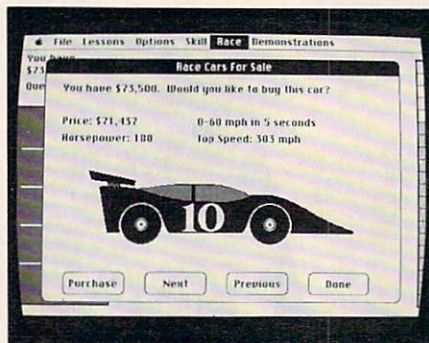 File Lessons Options Skill Race Demonstrations
You have
$73
Que
Race Cars For Sale
You have $73,500. Would you like to buy this car?
Price: $21,437 0-60 mph in 5 seconds
Horsepower: 180 Top Speed: 303 mph
10
Purchase Next Previous Done